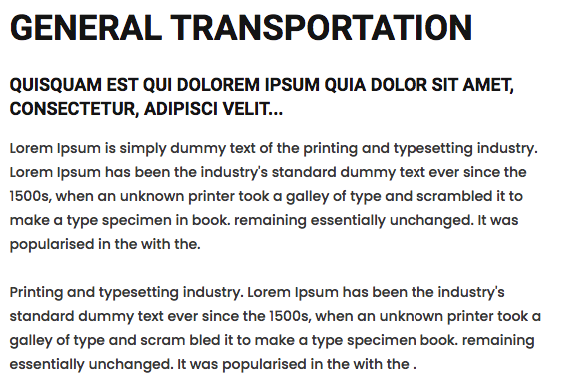 GENERAL TRANSPORTATION
QUISQUAM EST QUI DOLOREM IPSUM QUIA DOLOR SIT AMET,
CONSECTETUR, ADIPISCI VELIT...
Lorem Ipsum is simply dummy text of the printing and typesetting industry.
Lorem Ipsum has been the industry's standard dummy text ever since the
1500s, when an unknown printer took a galley of type and scrambled it to
make a type specimen in book. remaining essentially unchanged. It was
popularised in the with the.
Printing and typesetting industry. Lorem Ipsum has been the industry's
standard dummy text ever since the 1500s, when an unknown printer took a
galley of type and scram bled it to make a type specimen book. remaining
essentially unchanged. It was popularised in the with the .